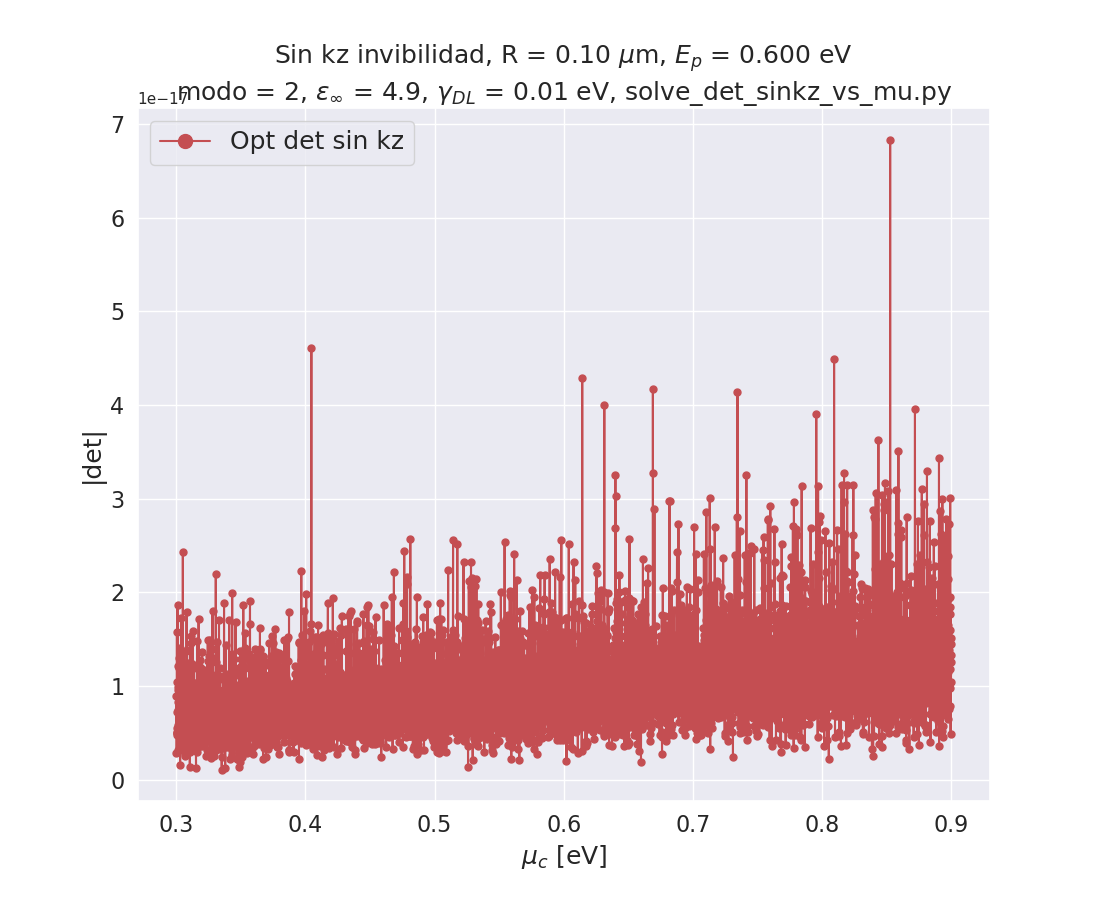 Sin kz invibilidad, R = 0.10 μm, E_p = 0.600 eV
modo = 2, ε_∞ = 4.9, γ_DL = 0.01 eV, solve_det_sinkz_vs_mu.py
1e−17
Opt det sin kz
7
6
5
4
3
2
1
0
|det|
0.3 0.4 0.5 0.6 0.7 0.8 0.9
μ_c [eV]